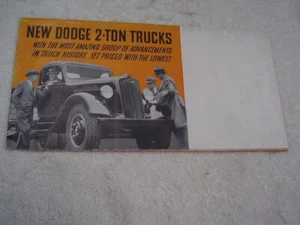 NEW DODGE 2-TON TRUCKS
WITH THE MOST AMAZING GROUP OF ADVANCEMENTS
IN TRUCK HISTORY. YET PRICED WITH THE LOWEST